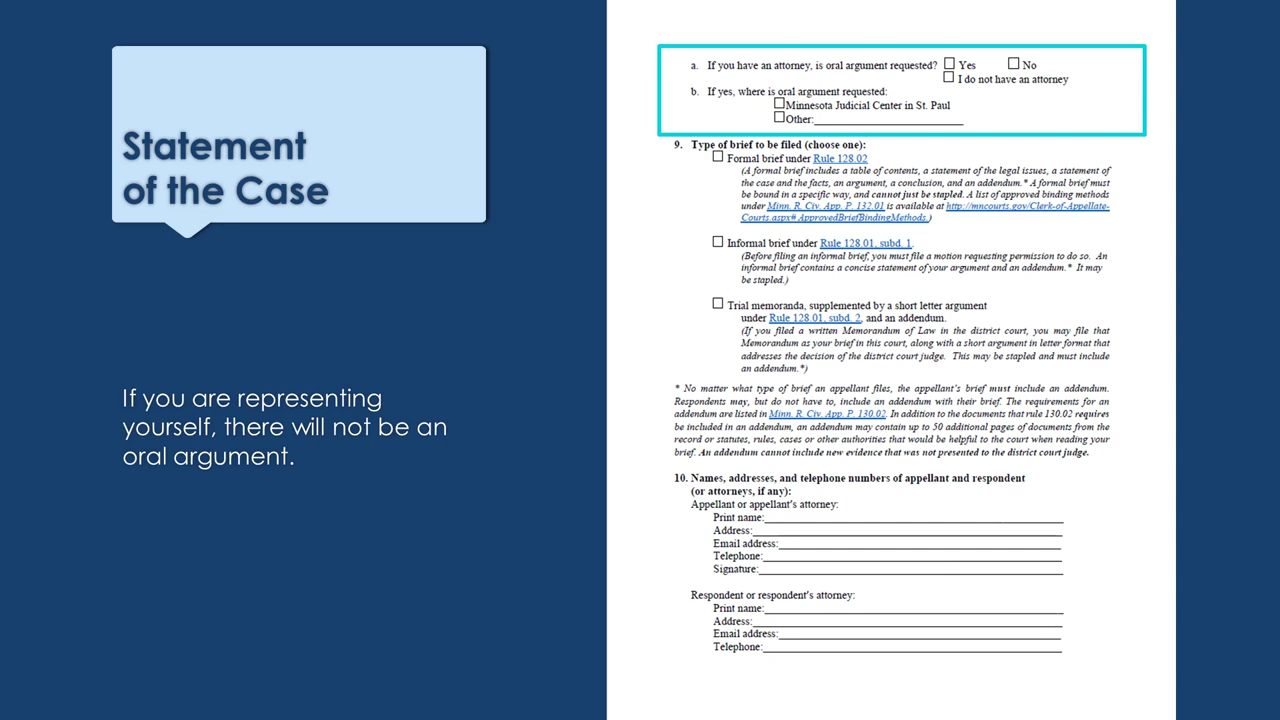 Statement
of the Case
If you are representing
yourself, there will not be an
oral argument.
a. If you have an attorney, is oral argument requested? ☐ Yes ☐ No
☐ I do not have an attorney
b. If yes, where is oral argument requested:
☐Minnesota Judicial Center in St. Paul
☐Other:___________________________
9. Type of brief to be filed (choose one):
☐ Formal brief under Rule 128.02
(A formal brief includes a table of contents, a statement of the legal issues, a statement of
the case and the facts, an argument, a conclusion, and an addendum.* A formal brief must
be bound in a specific way, and cannot just be stapled. A list of approved binding methods
under Minn. R. Civ. App. P. 132.01 is available at http://mncourts.gov/Clerk-of-Appellate-
Courts.aspx#ApprovedBriefBindingMethods.)
☐ Informal brief under Rule 128.01, subd. 1.
(Before filing an informal brief, you must file a motion requesting permission to do so. An
informal brief contains a concise statement of your argument and an addendum.* It may
be stapled.)
☐ Trial memoranda, supplemented by a short letter argument
under Rule 128.01, subd. 2, and an addendum.
(If you filed a written Memorandum of Law in the district court, you may file that
Memorandum as your brief in this court, along with a short argument in letter format that
addresses the decision of the district court judge. This may be stapled and must include
an addendum.*)
* No matter what type of brief an appellant files, the appellant's brief must include an addendum.
Respondents may, but do not have to, include an addendum with their brief. The requirements for an
addendum are listed in Minn. R. Civ. App. P. 130.02. In addition to the documents that rule 130.02 requires
be included in an addendum, an addendum may contain up to 50 additional pages of documents from the
record or statutes, rules, cases or other authorities that would be helpful to the court when reading your
brief. An addendum cannot include new evidence that was not presented to the district court judge.
10. Names, addresses, and telephone numbers of appellant and respondent
(or attorneys, if any):
Appellant or appellant's attorney:
Print name:___________________________
Address:___________________________
Email address:___________________________
Telephone:___________________________
Signature:___________________________
Respondent or respondent's attorney:
Print name:___________________________
Address:___________________________
Email address:___________________________
Telephone:___________________________